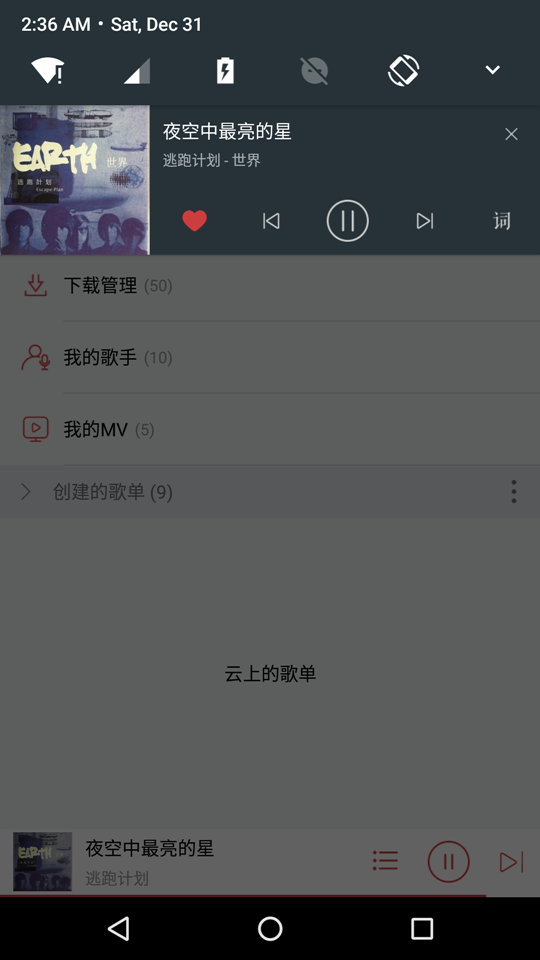 2:36 AM • Sat, Dec 31
EARTH 世界
逃跑計划
Escape Plan
夜空中最亮的星
逃跑计划 - 世界
词
下载管理 (50)
我的歌手 (10)
我的MV (5)
创建的歌单 (9)
云上的歌单
EARTH
夜空中最亮的星
逃跑计划